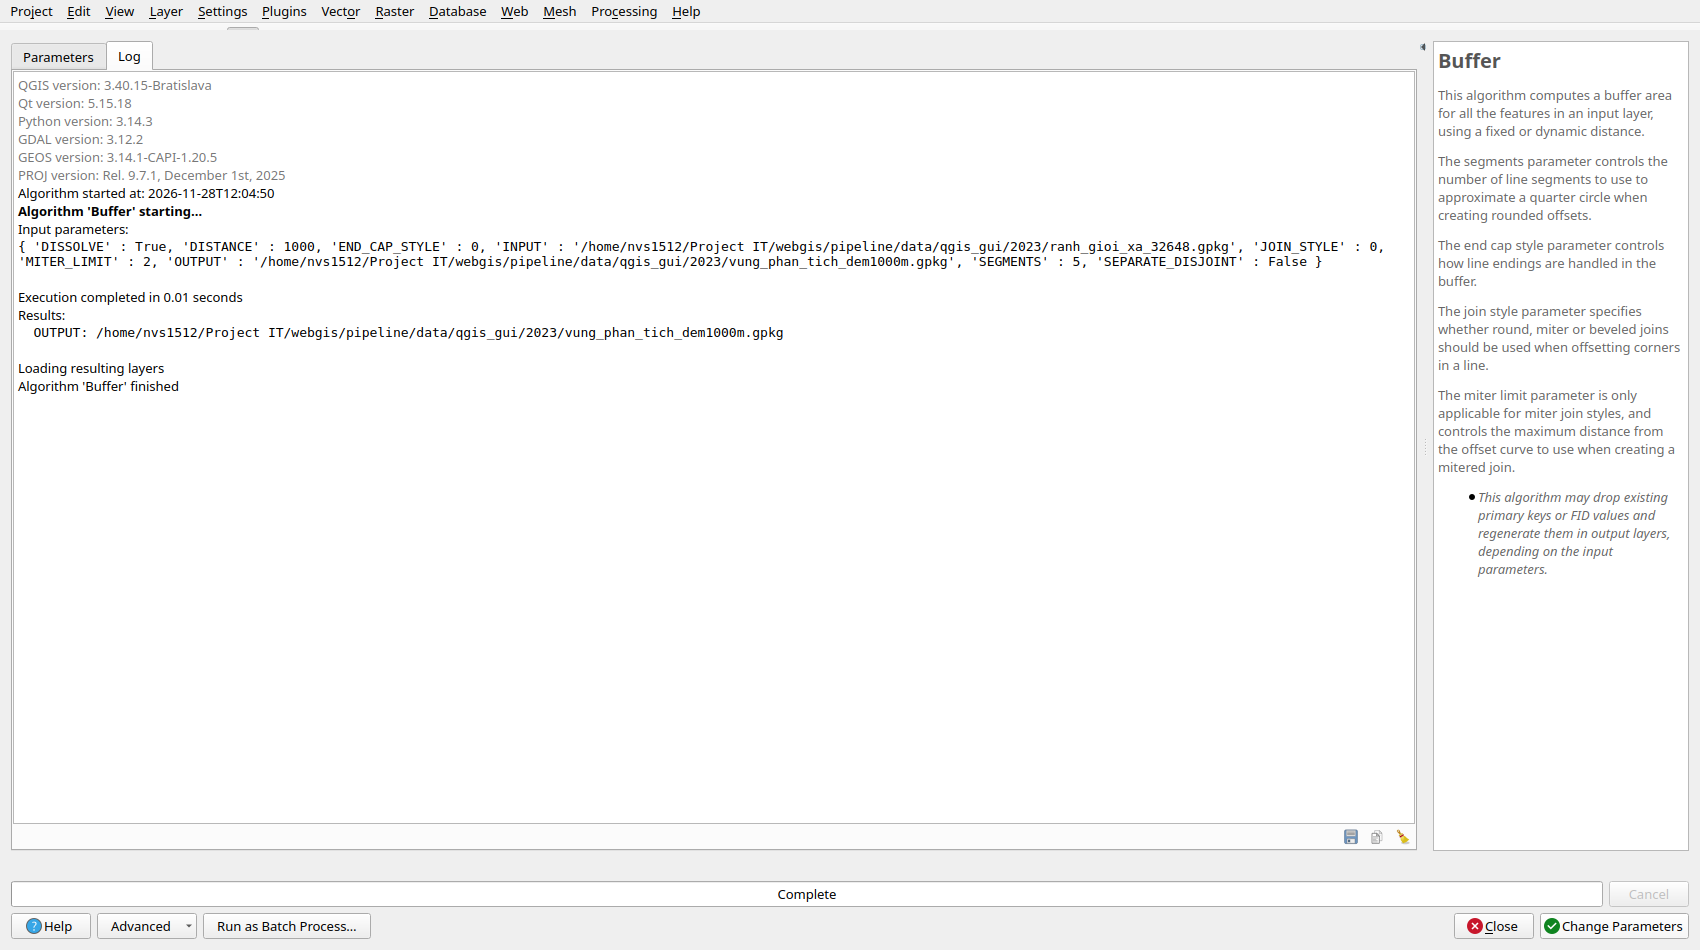 Project Edit View Layer Settings Plugins Vector Raster Database Web Mesh Processing Help
Parameters Log
QGIS version: 3.40.15-Bratislava
Qt version: 5.15.18
Python version: 3.14.3
GDAL version: 3.12.2
GEOS version: 3.14.1-CAPI-1.20.5
PROJ version: Rel. 9.7.1, December 1st, 2025
Algorithm started at: 2026-11-28T12:04:50
Algorithm 'Buffer' starting...
Input parameters:
{ 'DISSOLVE' : True, 'DISTANCE' : 1000, 'END_CAP_STYLE' : 0, 'INPUT' : '/home/nvs1512/Project IT/webgis/pipeline/data/qgis_gui/2023/ranh_gioi_xa_32648.gpkg', 'JOIN_STYLE' : 0,
'MITER_LIMIT' : 2, 'OUTPUT' : '/home/nvs1512/Project IT/webgis/pipeline/data/qgis_gui/2023/vung_phan_tich_dem1000m.gpkg', 'SEGMENTS' : 5, 'SEPARATE_DISJOINT' : False }
Execution completed in 0.01 seconds
Results:
OUTPUT: /home/nvs1512/Project IT/webgis/pipeline/data/qgis_gui/2023/vung_phan_tich_dem1000m.gpkg
Loading resulting layers
Algorithm 'Buffer' finished
Buffer
This algorithm computes a buffer area
for all the features in an input layer,
using a fixed or dynamic distance.
The segments parameter controls the
number of line segments to use to
approximate a quarter circle when
creating rounded offsets.
The end cap style parameter controls
how line endings are handled in the
buffer.
The join style parameter specifies
whether round, miter or beveled joins
should be used when offsetting corners
in a line.
The miter limit parameter is only
applicable for miter join styles, and
controls the maximum distance from
the offset curve to use when creating a
mitered join.
This algorithm may drop existing
primary keys or FID values and
regenerate them in output layers,
depending on the input
parameters.
Complete
Cancel
Help Advanced Run as Batch Process... Close Change Parameters